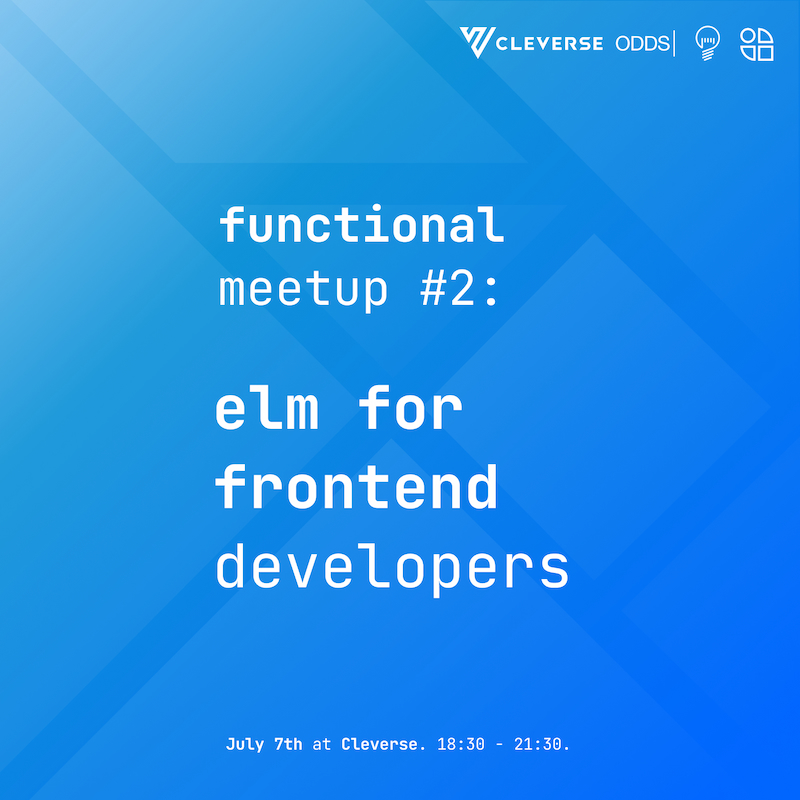 CLEVERSE ODDS|
functional
meetup #2:
elm for
frontend
developers
July 7th at Cleverse. 18:30 - 21:30.